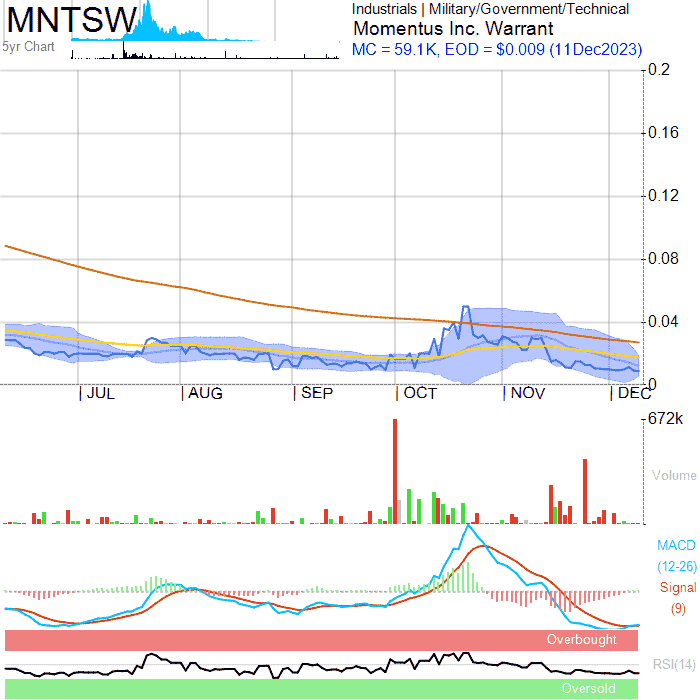 MNTSW
5yr Chart
Industrials | Military/Government/Technical
Momentus Inc. Warrant
MC = 59.1K, EOD = $0.009 (11Dec2023)
0.2
0.16
0.12
0.08
0.04
0
JUL AUG SEP OCT NOV DEC
672k
Volume
MACD
(12-26)
Signal
(9)
Overbought
RSI(14)
Oversold